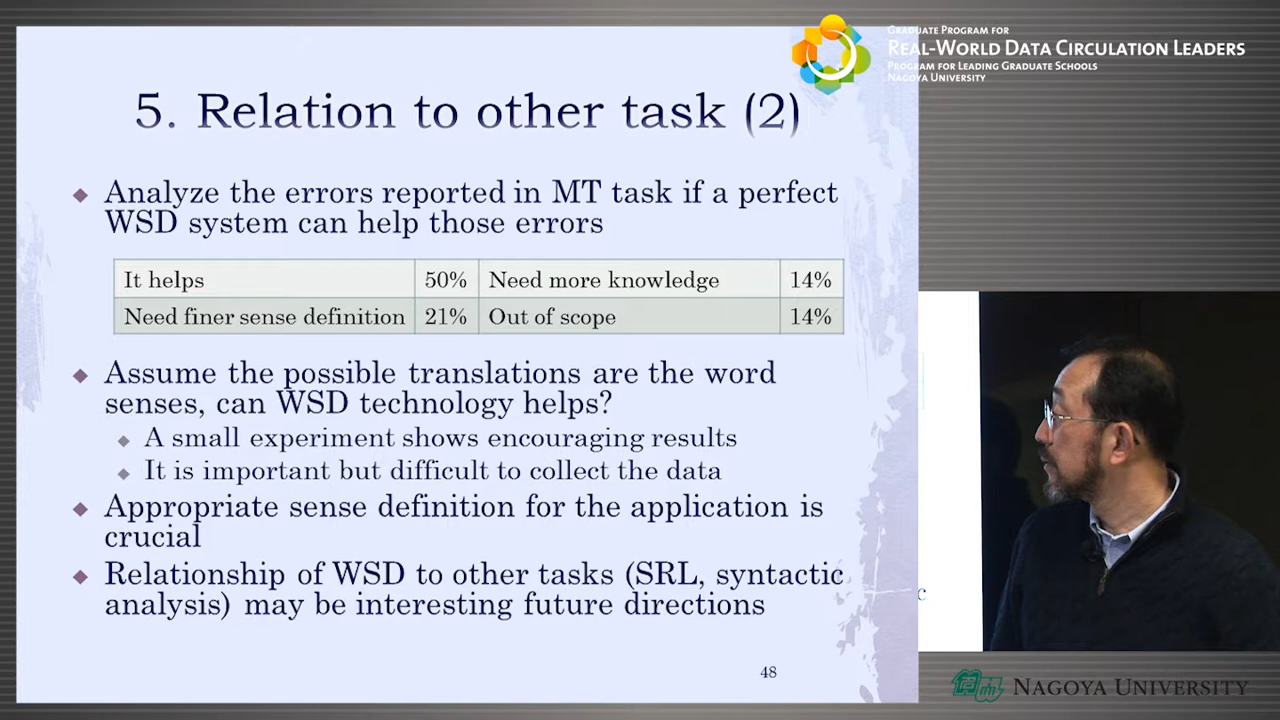 GRADUATE PROGRAM FOR
REAL-WORLD DATA CIRCULATION LEADERS
PROGRAM FOR LEADING GRADUATE SCHOOLS
NAGOYA UNIVERSITY
5. Relation to other task (2)
Analyze the errors reported in MT task if a perfect
WSD system can help those errors
It helps 50% Need more knowledge 14%
Need finer sense definition 21% Out of scope 14%
Assume the possible translations are the word
senses, can WSD technology helps?
A small experiment shows encouraging results
It is important but difficult to collect the data
Appropriate sense definition for the application is
crucial
Relationship of WSD to other tasks (SRL, syntactic
analysis) may be interesting future directions
c
48
NAGOYA UNIVERSITY